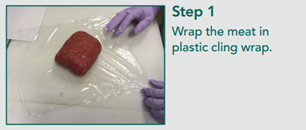 Step 1
Wrap the meat in
plastic cling wrap.